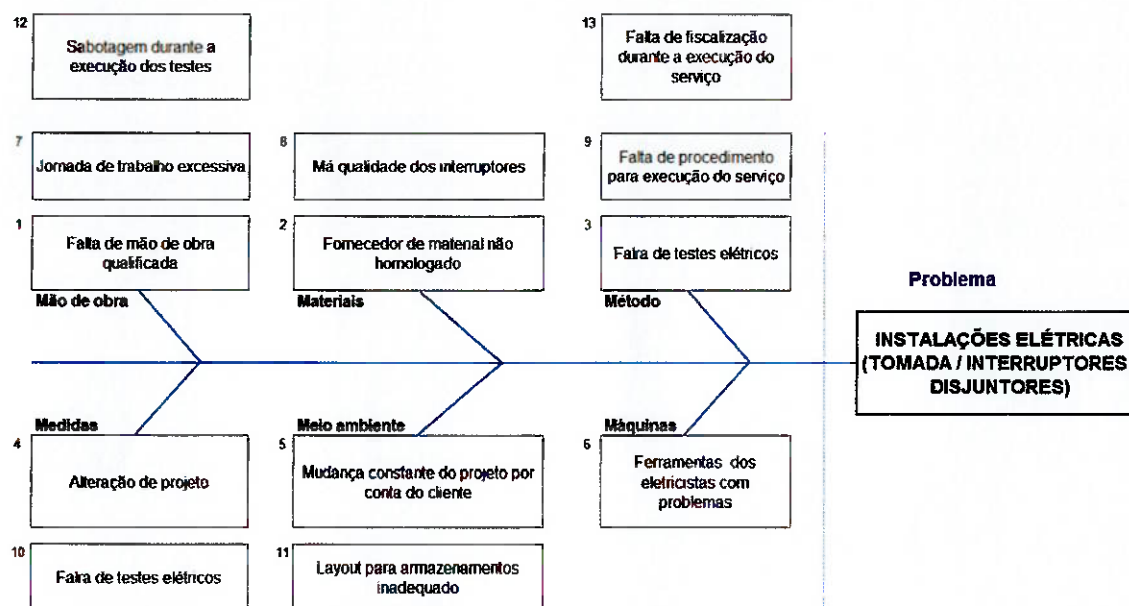 12
Sabotagem durante a
execução dos testes
13
Falta de fiscalização
durante a execução do
serviço
7
Jornada de trabalho excessiva
8
Má qualidade dos interruptores
9
Falta de procedimento
para execução do serviço
1
Falta de mão de obra
qualificada
2
Fornecedor de material não
homologado
3
Falra de testes elétricos
Mão de obra
Materiais
Método
Problema
INSTALAÇÕES ELÉTRICAS
(TOMADA / INTERRUPTORES
DISJUNTORES)
Medidas
Meio ambiente
Máquinas
4
Alteração de projeto
5
Mudança constante do projeto por
conta do cliente
6
Ferramentas dos
eletricistas com
problemas
10
Falra de testes elétricos
11
Layout para armazenamentos
inadequado